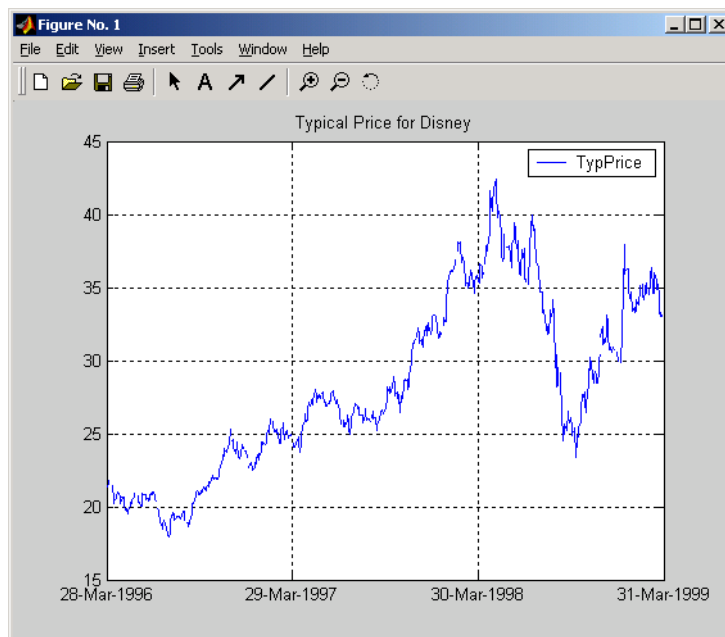 Figure No. 1
File Edit View Insert Tools Window Help
A
Typical Price for Disney
TypPrice
45
40
35
30
25
20
15
28-Mar-1996 29-Mar-1997 30-Mar-1998 31-Mar-1999